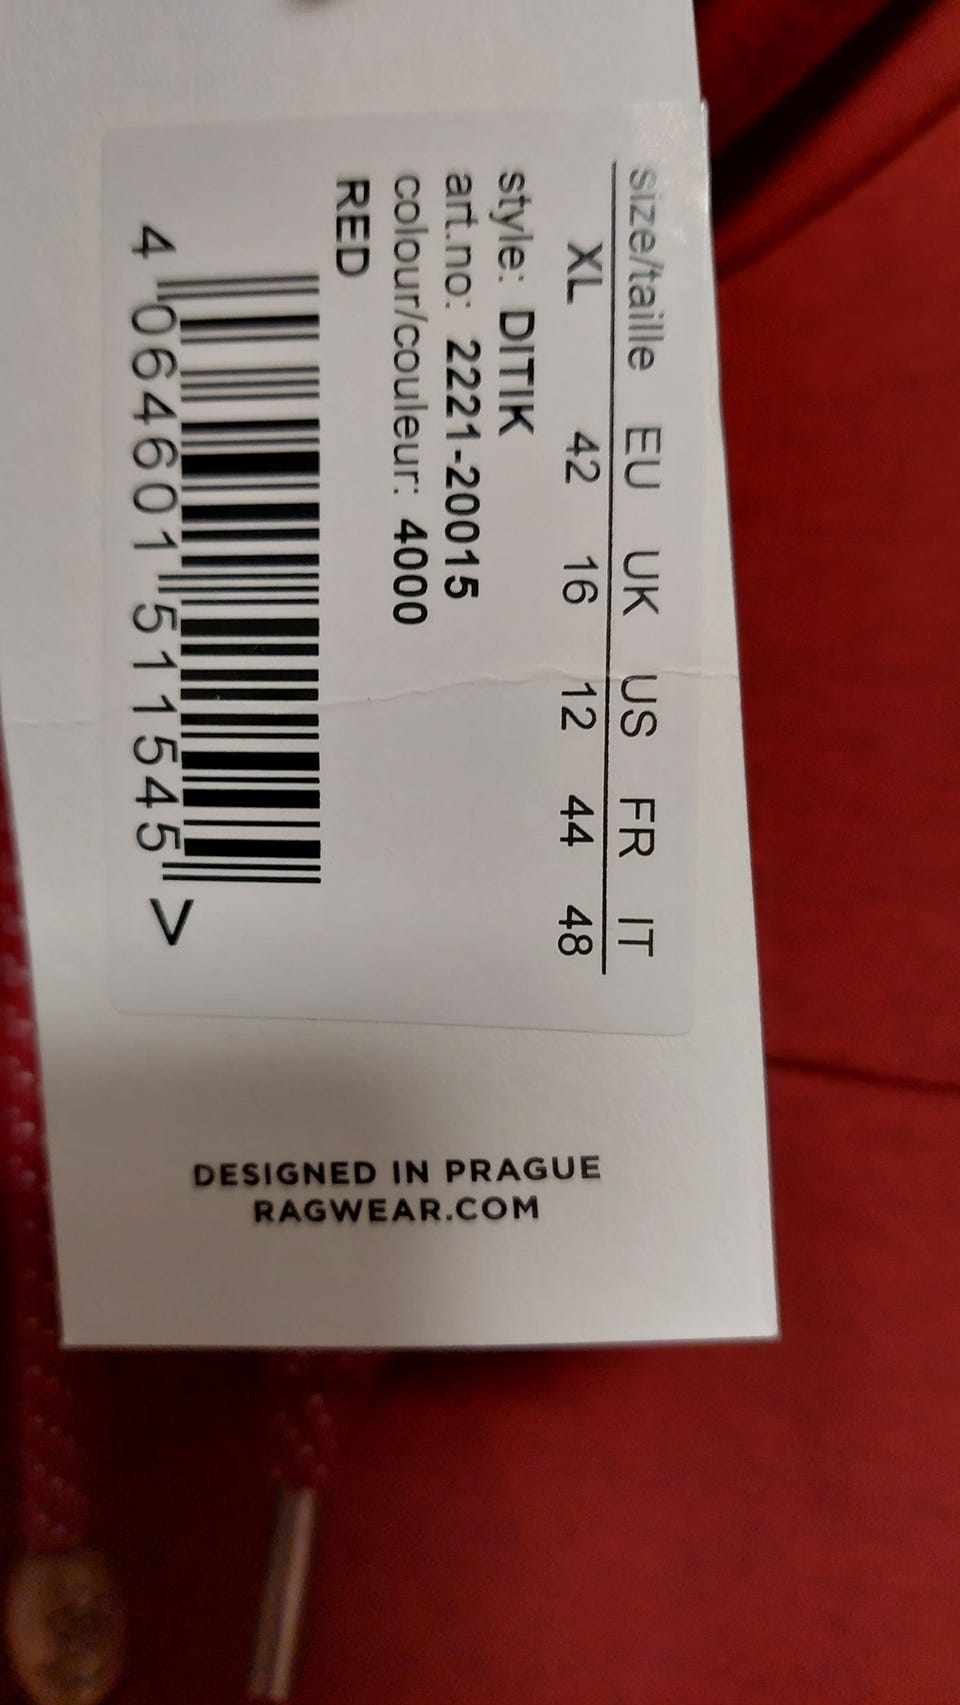 size/taille EU UK US FR IT
XL 42 16 12 44 48
style: DITIK
art.no: 2221-20015
colour/couleur: 4000
RED
4 064601 511545 >
DESIGNED IN PRAGUE
RAGWEAR.COM